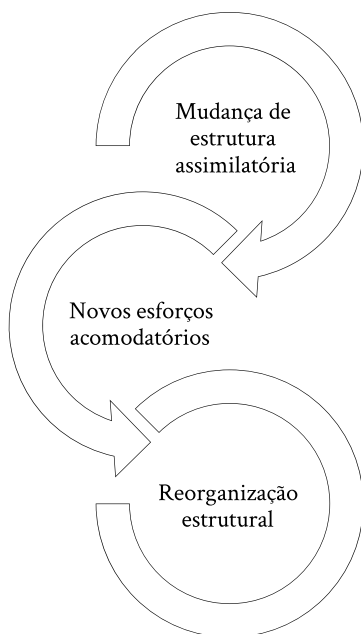 Mudança de
estrutura
assimilatória
Novos esforços
acomodatórios
Reorganização
estrutural